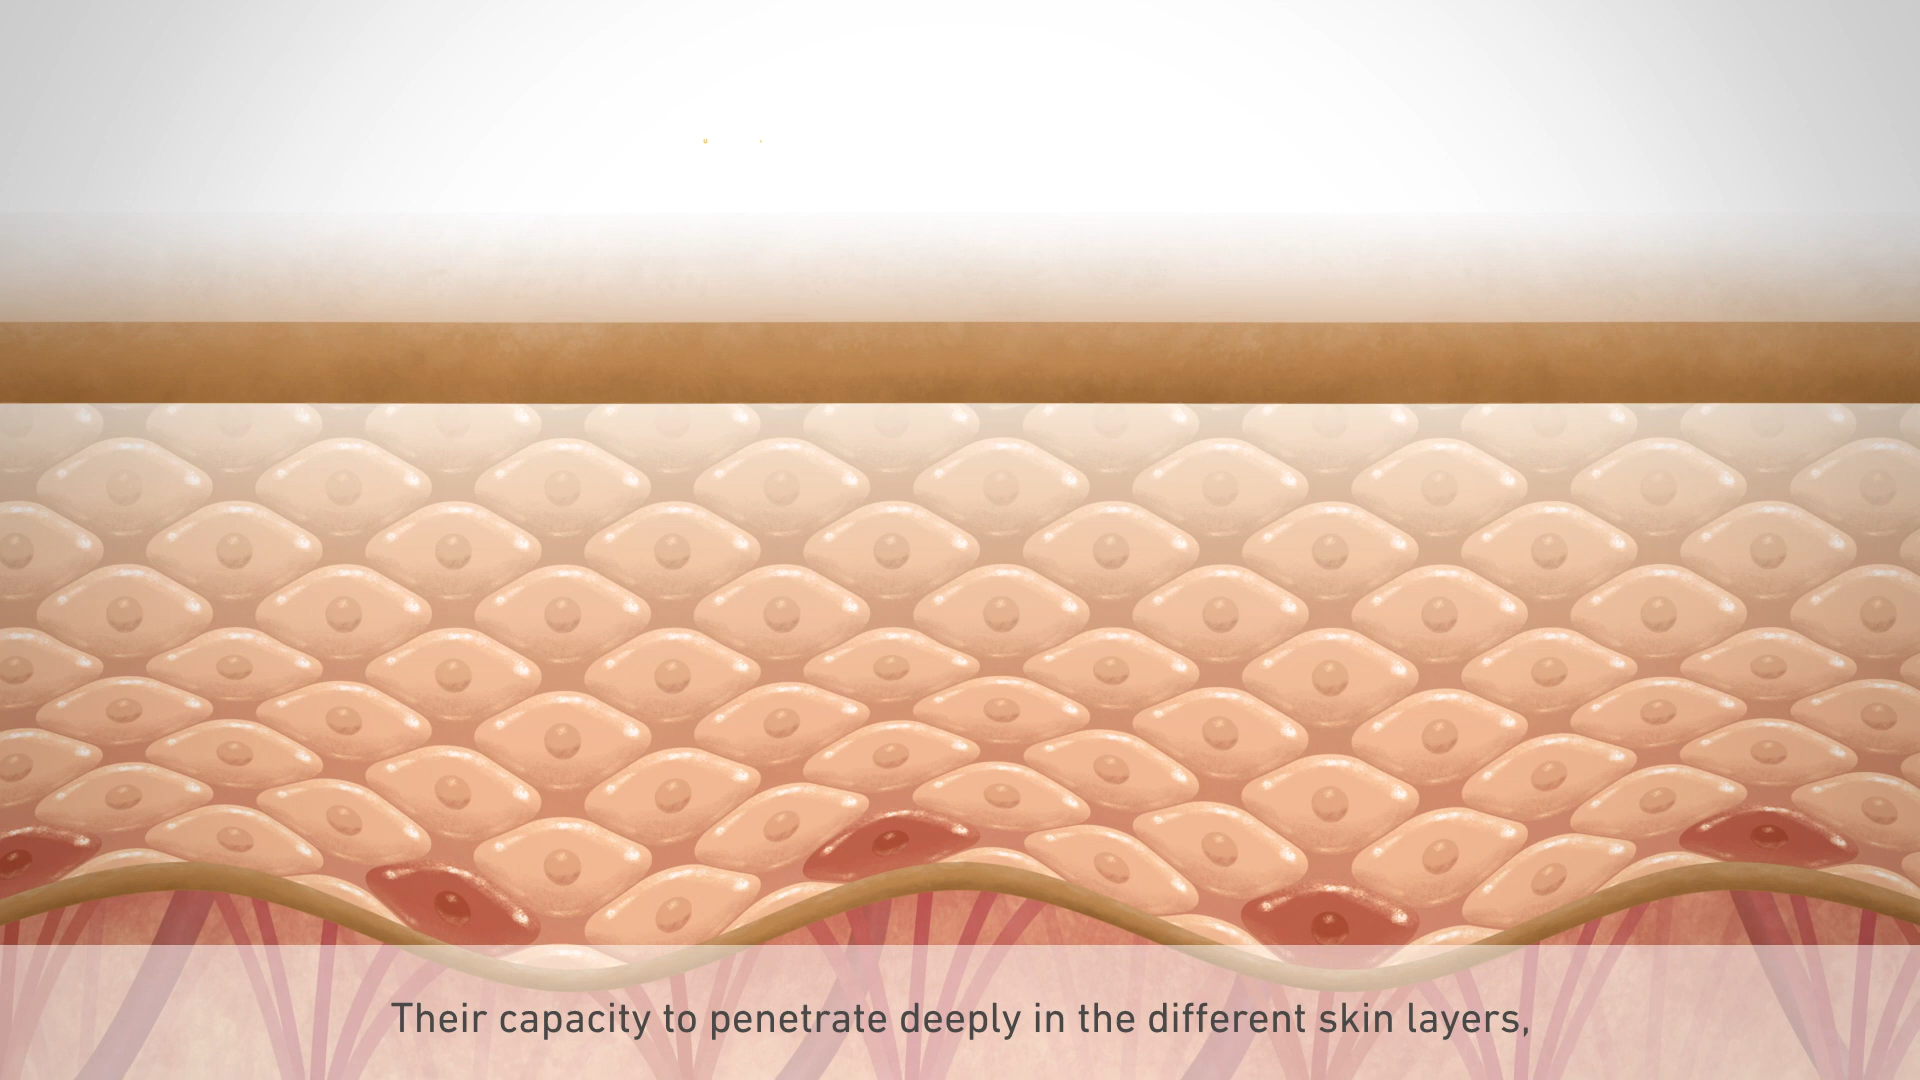 Their capacity to penetrate deeply in the different skin layers,